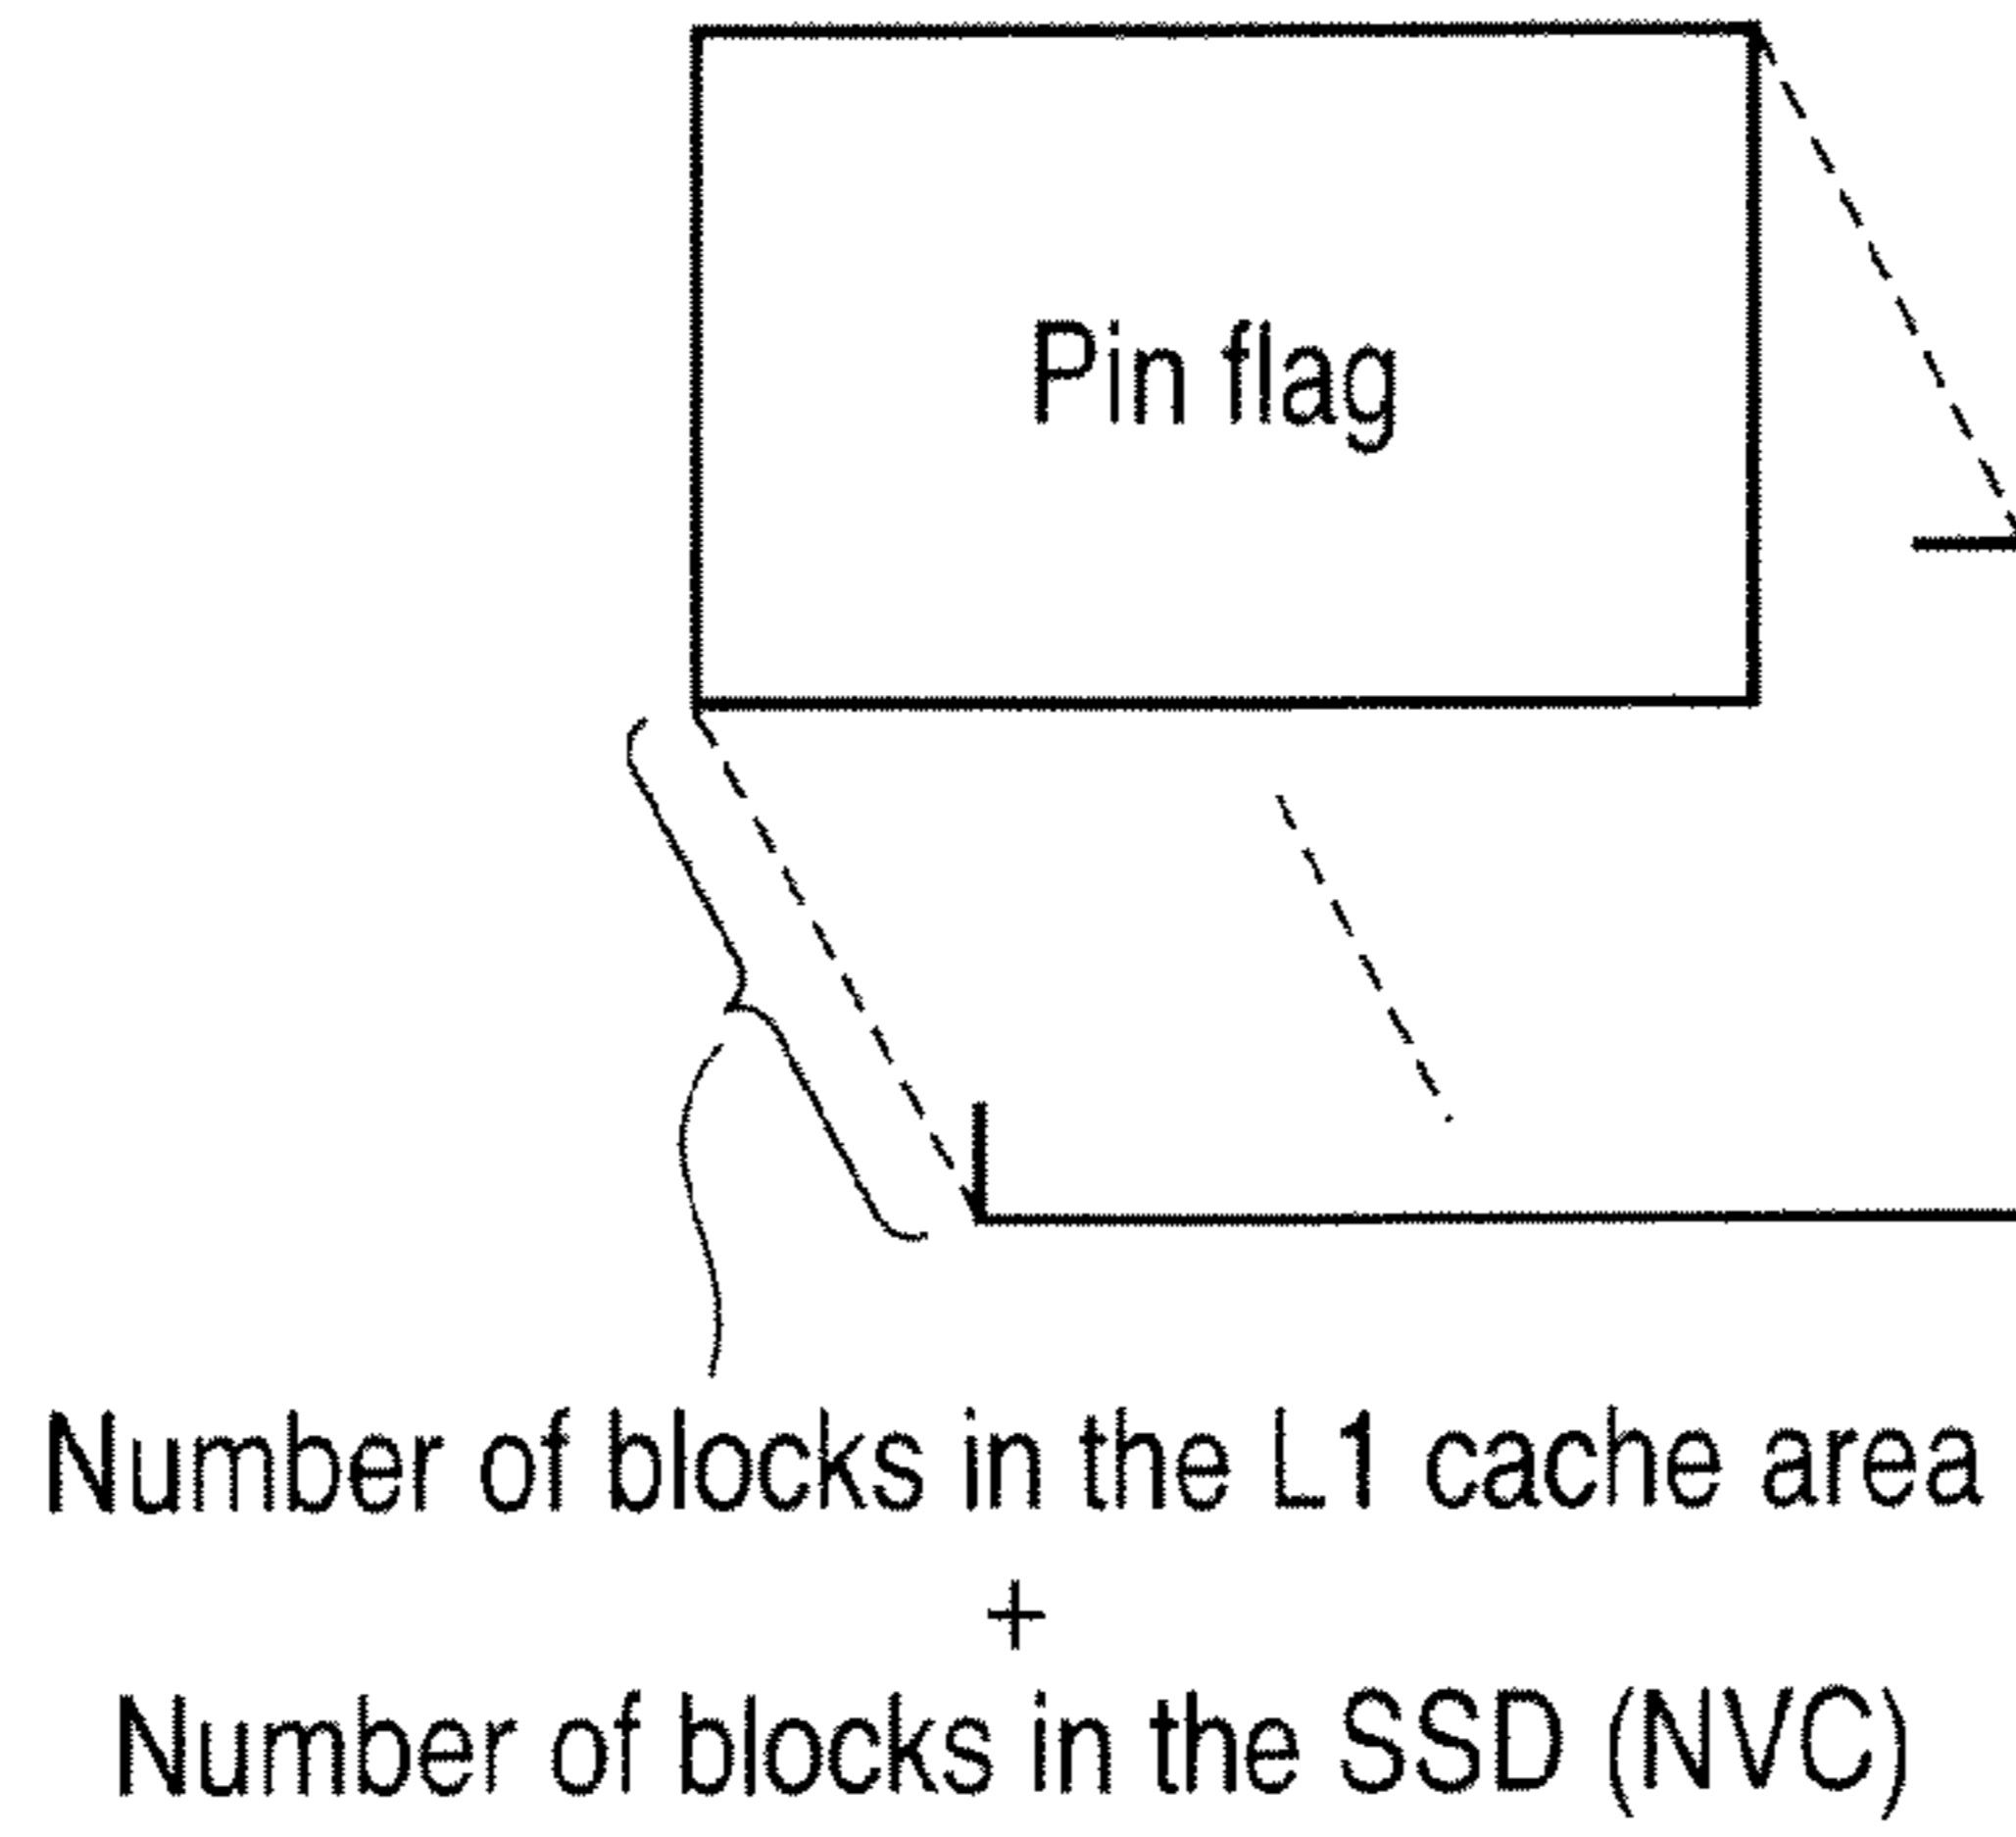 Pin flag
Number of blocks in the L1 cache area
+
Number of blocks in the SSD (NVC)